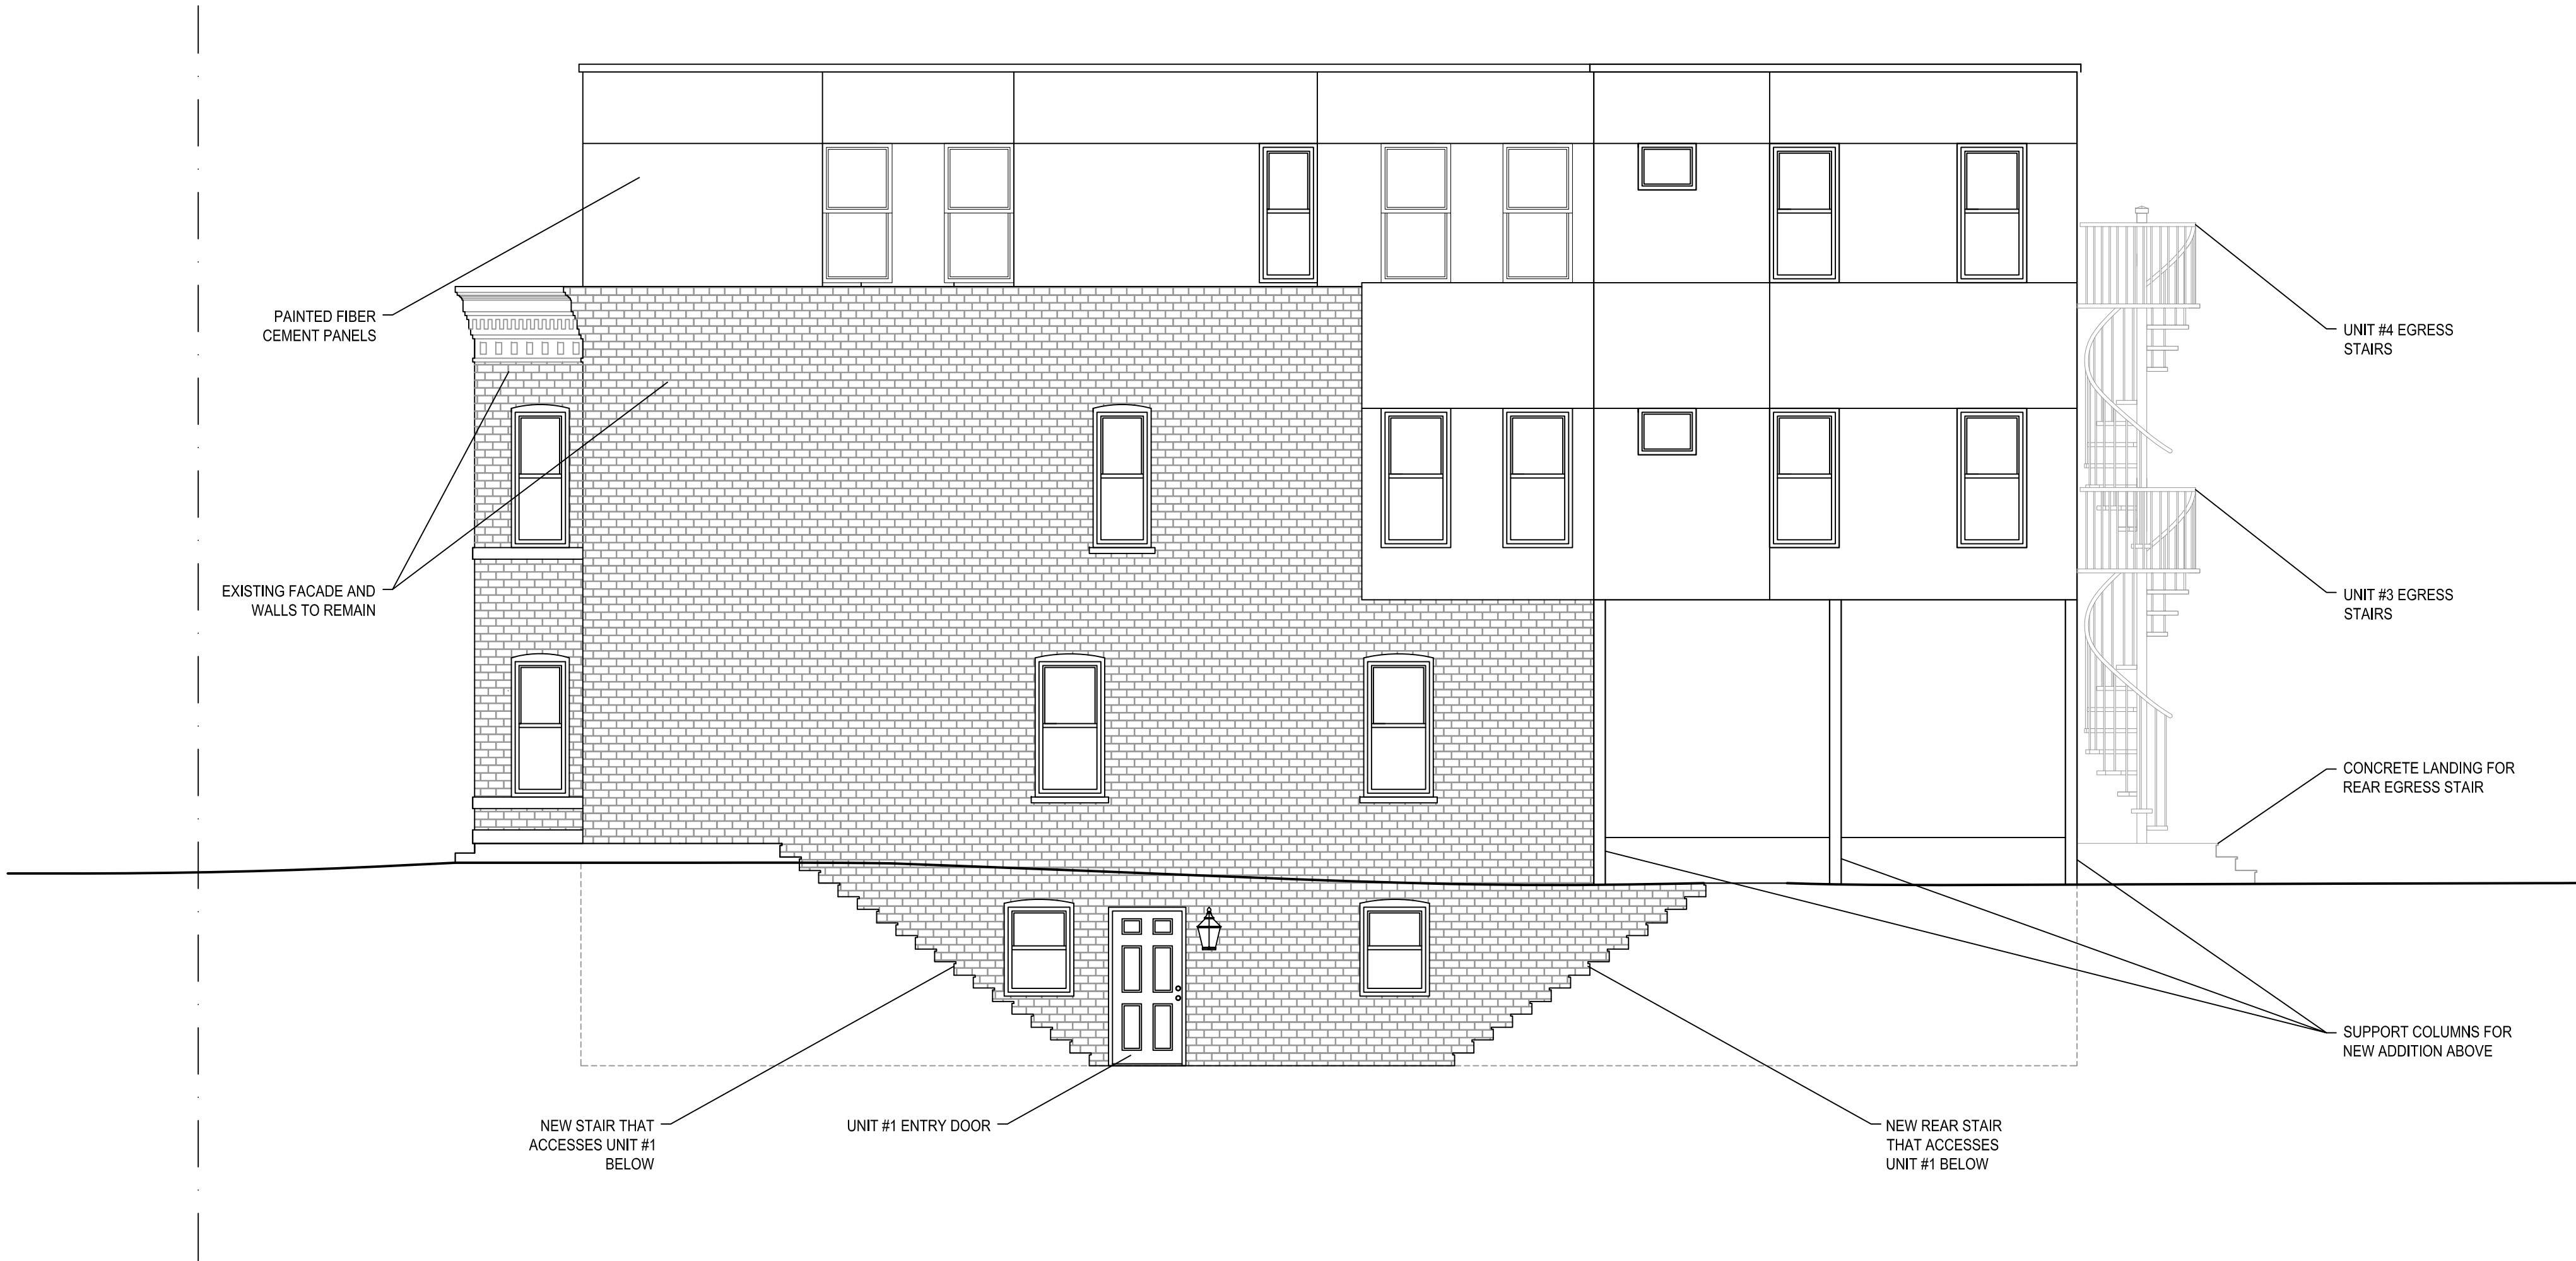 PAINTED FIBER
CEMENT PANELS
EXISTING FACADE AND
WALLS TO REMAIN
UNIT #4 EGRESS
STAIRS
UNIT #3 EGRESS
STAIRS
CONCRETE LANDING FOR
REAR EGRESS STAIR
SUPPORT COLUMNS FOR
NEW ADDITION ABOVE
NEW STAIR THAT
ACCESSES UNIT #1
BELOW
UNIT #1 ENTRY DOOR
NEW REAR STAIR
THAT ACCESSES
UNIT #1 BELOW